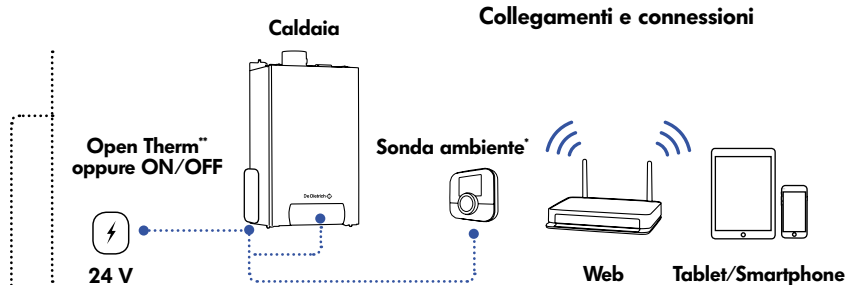 Collegamenti e connessioni
Caldaia
Open Therm**
oppure ON/OFF
Sonda ambiente*
De Dietrich
24 V
Web
Tablet/Smartphone